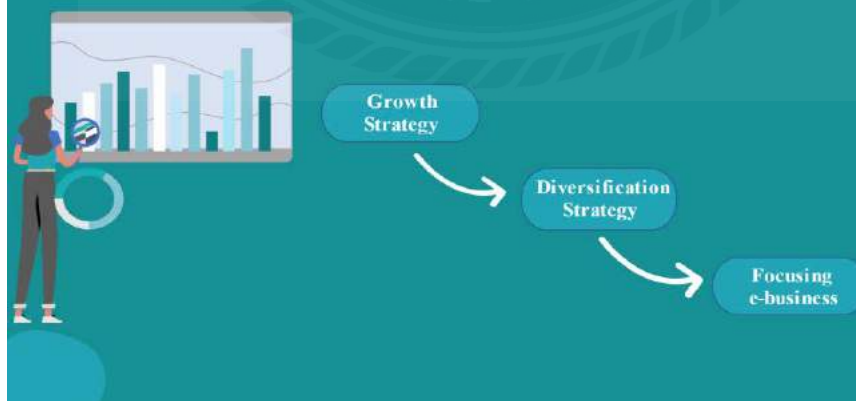 Growth
Strategy
Diversification
Strategy
Focusing
e-business